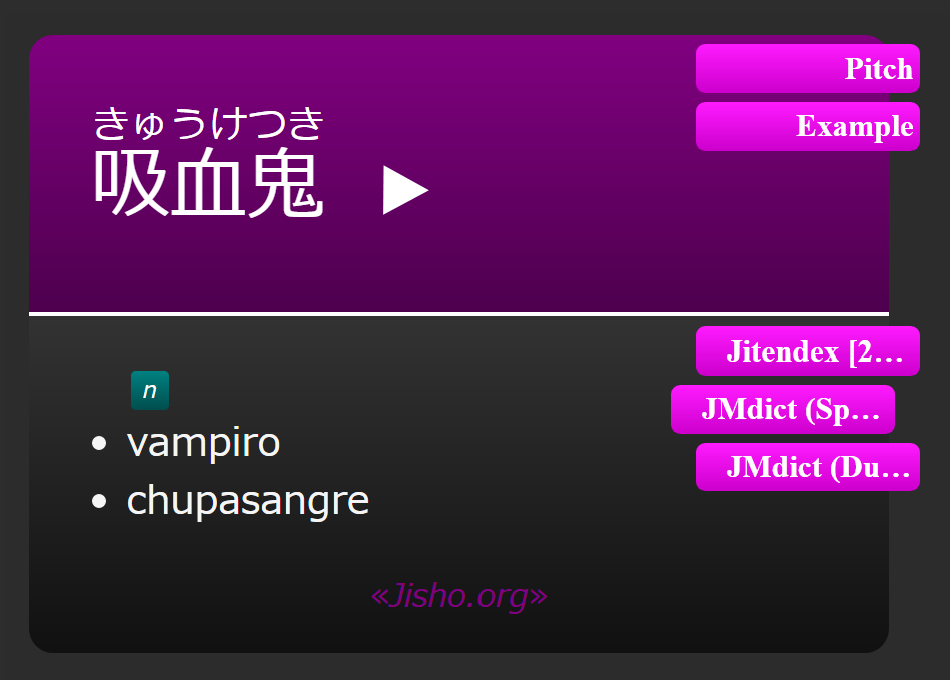 Pitch
Example
きゅうけつき
吸血鬼
Jitendex [2…
JMdict (Sp…
JMdict (Du…
n
vampiro
chupasangre
«Jisho.org»